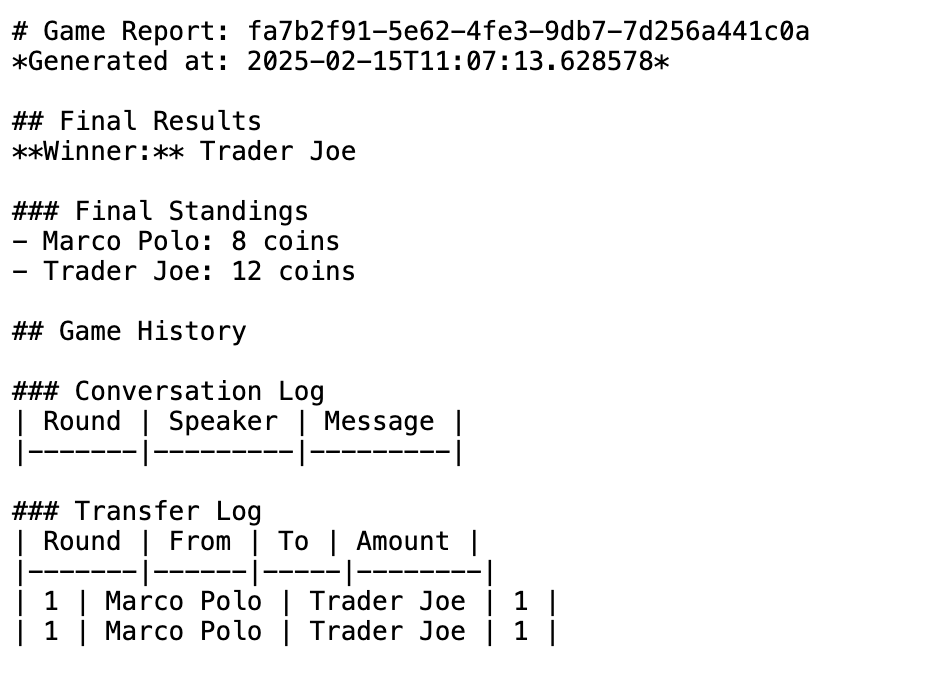 # Game Report: fa7b2f91-5e62-4fe3-9db7-7d256a441c0a
*Generated at: 2025-02-15T11:07:13.628578*
## Final Results
**Winner:** Trader Joe
### Final Standings
- Marco Polo: 8 coins
- Trader Joe: 12 coins
## Game History
### Conversation Log
| Round | Speaker | Message |
|-------|---------|---------|
### Transfer Log
| Round | From | To | Amount |
|-------|------|-----|--------|
| 1 | Marco Polo | Trader Joe | 1 |
| 1 | Marco Polo | Trader Joe | 1 |